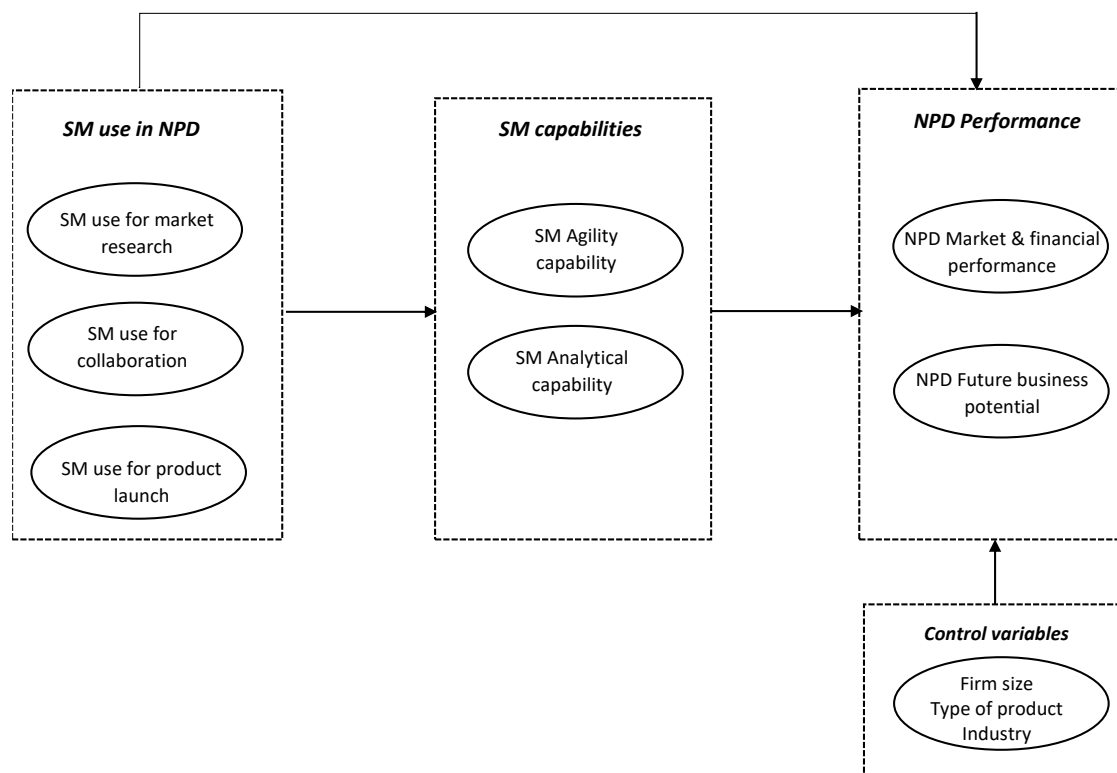 SM use in NPD
SM use for market
research
SM use for
collaboration
SM use for product
launch
SM capabilities
SM Agility
capability
SM Analytical
capability
NPD Performance
NPD Market & financial
performance
NPD Future business
potential
Control variables
Firm size
Type of product
Industry